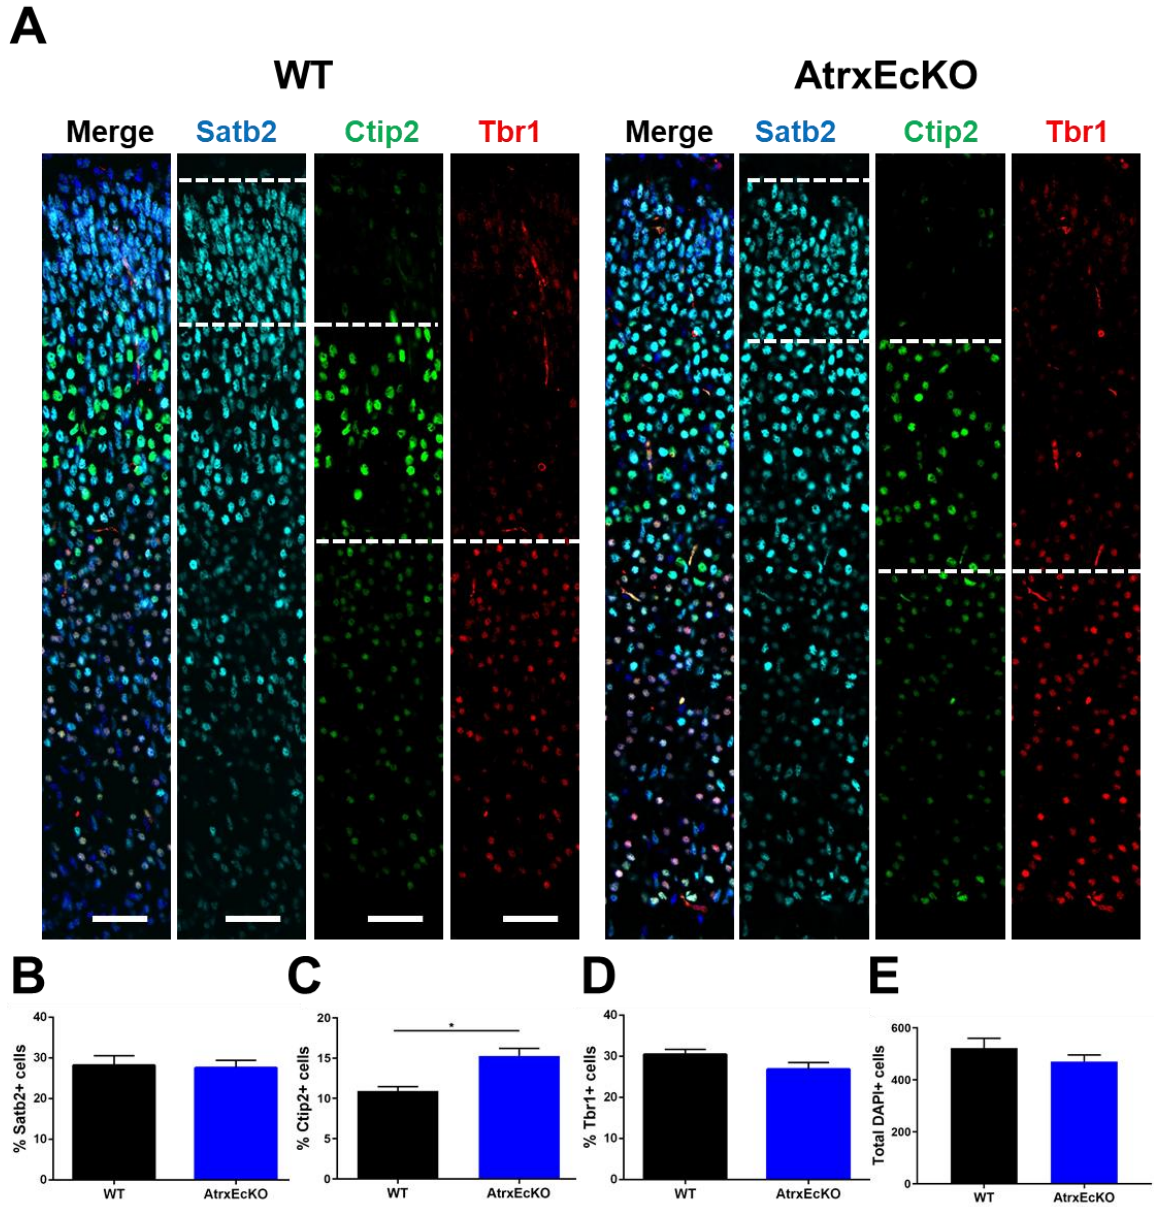 A
WT
AtrxEcKO
Merge Satb2 Ctip2 Tbr1
Merge Satb2 Ctip2 Tbr1
B
% Satb2+ cells
40
30
20
10
0
WT AtrxEcKO
C
% Ctip2+ cells
20
15
10
5
0
*
WT AtrxEcKO
D
% Tbr1+ cells
40
30
20
10
0
WT AtrxEcKO
E
Total DAPI+ cells
600
400
200
0
WT AtrxEcKO